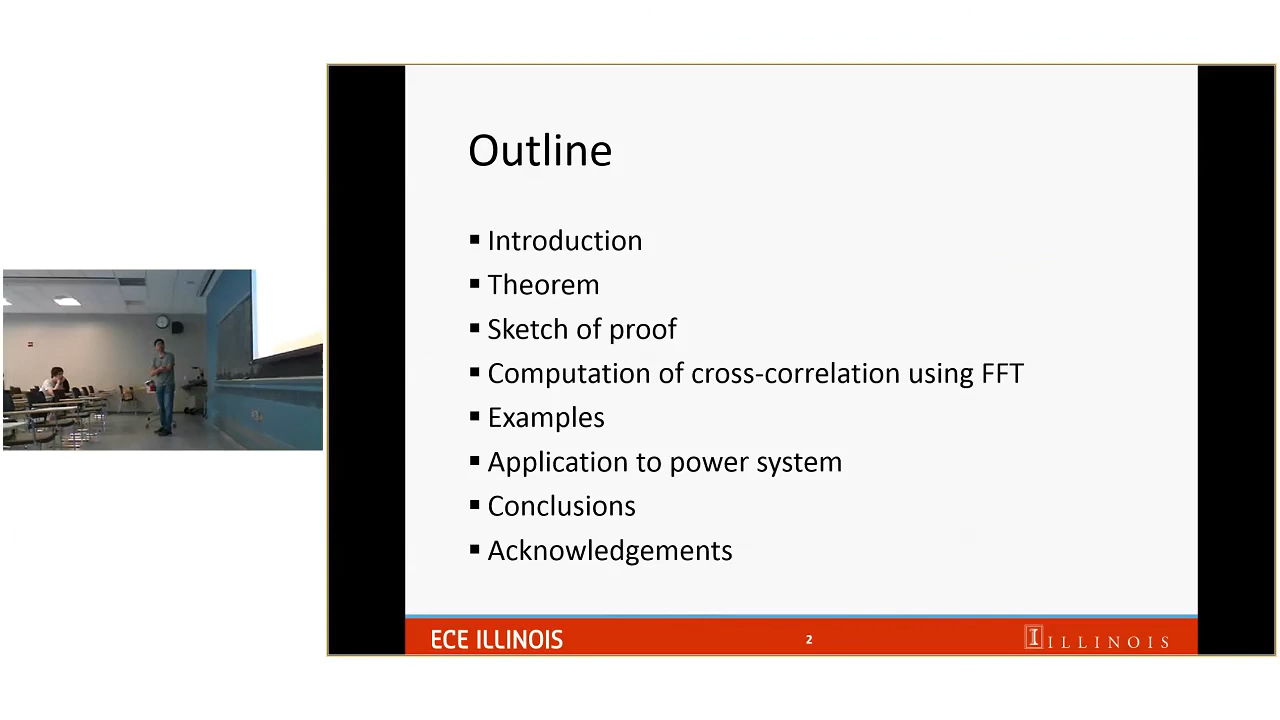 Outline
▪ Introduction
▪ Theorem
▪ Sketch of proof
▪ Computation of cross-correlation using FFT
▪ Examples
▪ Application to power system
▪ Conclusions
▪ Acknowledgements
ECE ILLINOIS
2
I ILLINOIS